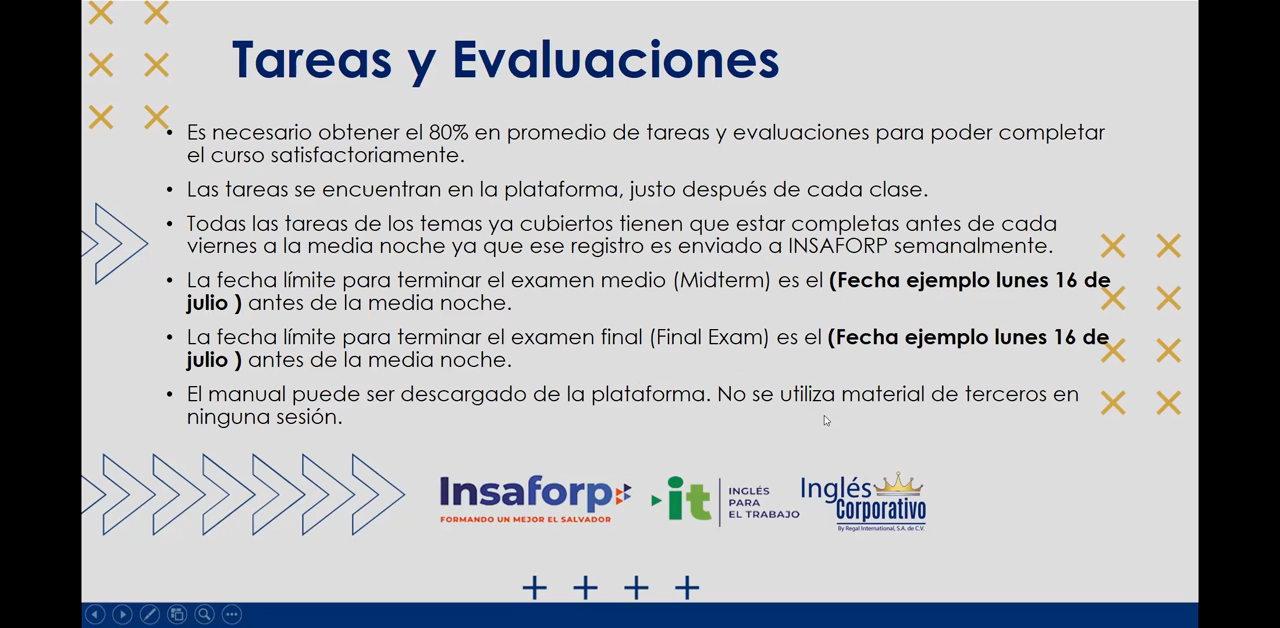 Tareas y Evaluaciones
• Es necesario obtener el 80% en promedio de tareas y evaluaciones para poder completar
el curso satisfactoriamente.
• Las tareas se encuentran en la plataforma, justo después de cada clase.
• Todas las tareas de los temas ya cubiertos tienen que estar completas antes de cada
viernes a la media noche ya que ese registro es enviado a INSAFORP semanalmente.
• La fecha límite para terminar el examen medio (Midterm) es el (Fecha ejemplo lunes 16 de
julio ) antes de la media noche.
• La fecha límite para terminar el examen final (Final Exam) es el (Fecha ejemplo lunes 16 de
julio ) antes de la media noche.
• El manual puede ser descargado de la plataforma. No se utiliza material de terceros en
ninguna sesión.
Insaforp
FORMANDO UN MEJOR EL SALVADOR
it
INGLÉS
PARA
EL TRABAJO
Inglés
Corporativo
By Regal International, S.A. de C.V.